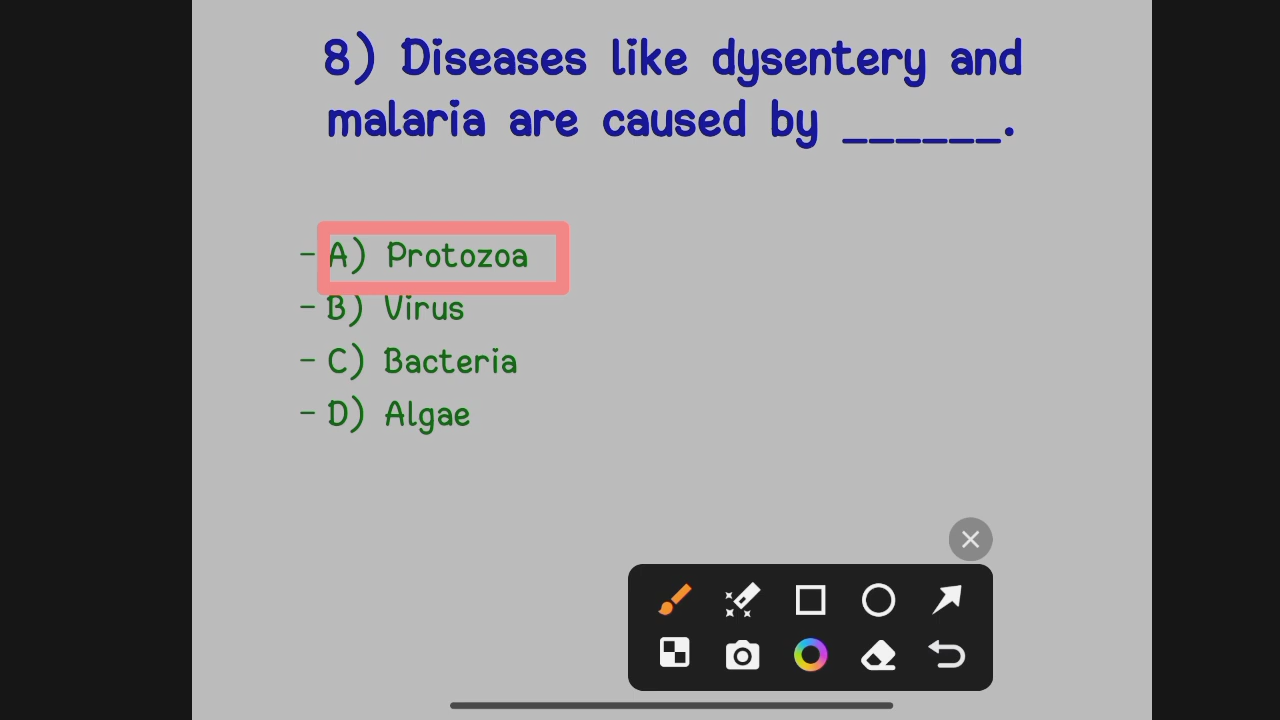 8) Diseases like dysentery and
malaria are caused by ______.
- A) Protozoa
- B) Virus
- C) Bacteria
- D) Algae